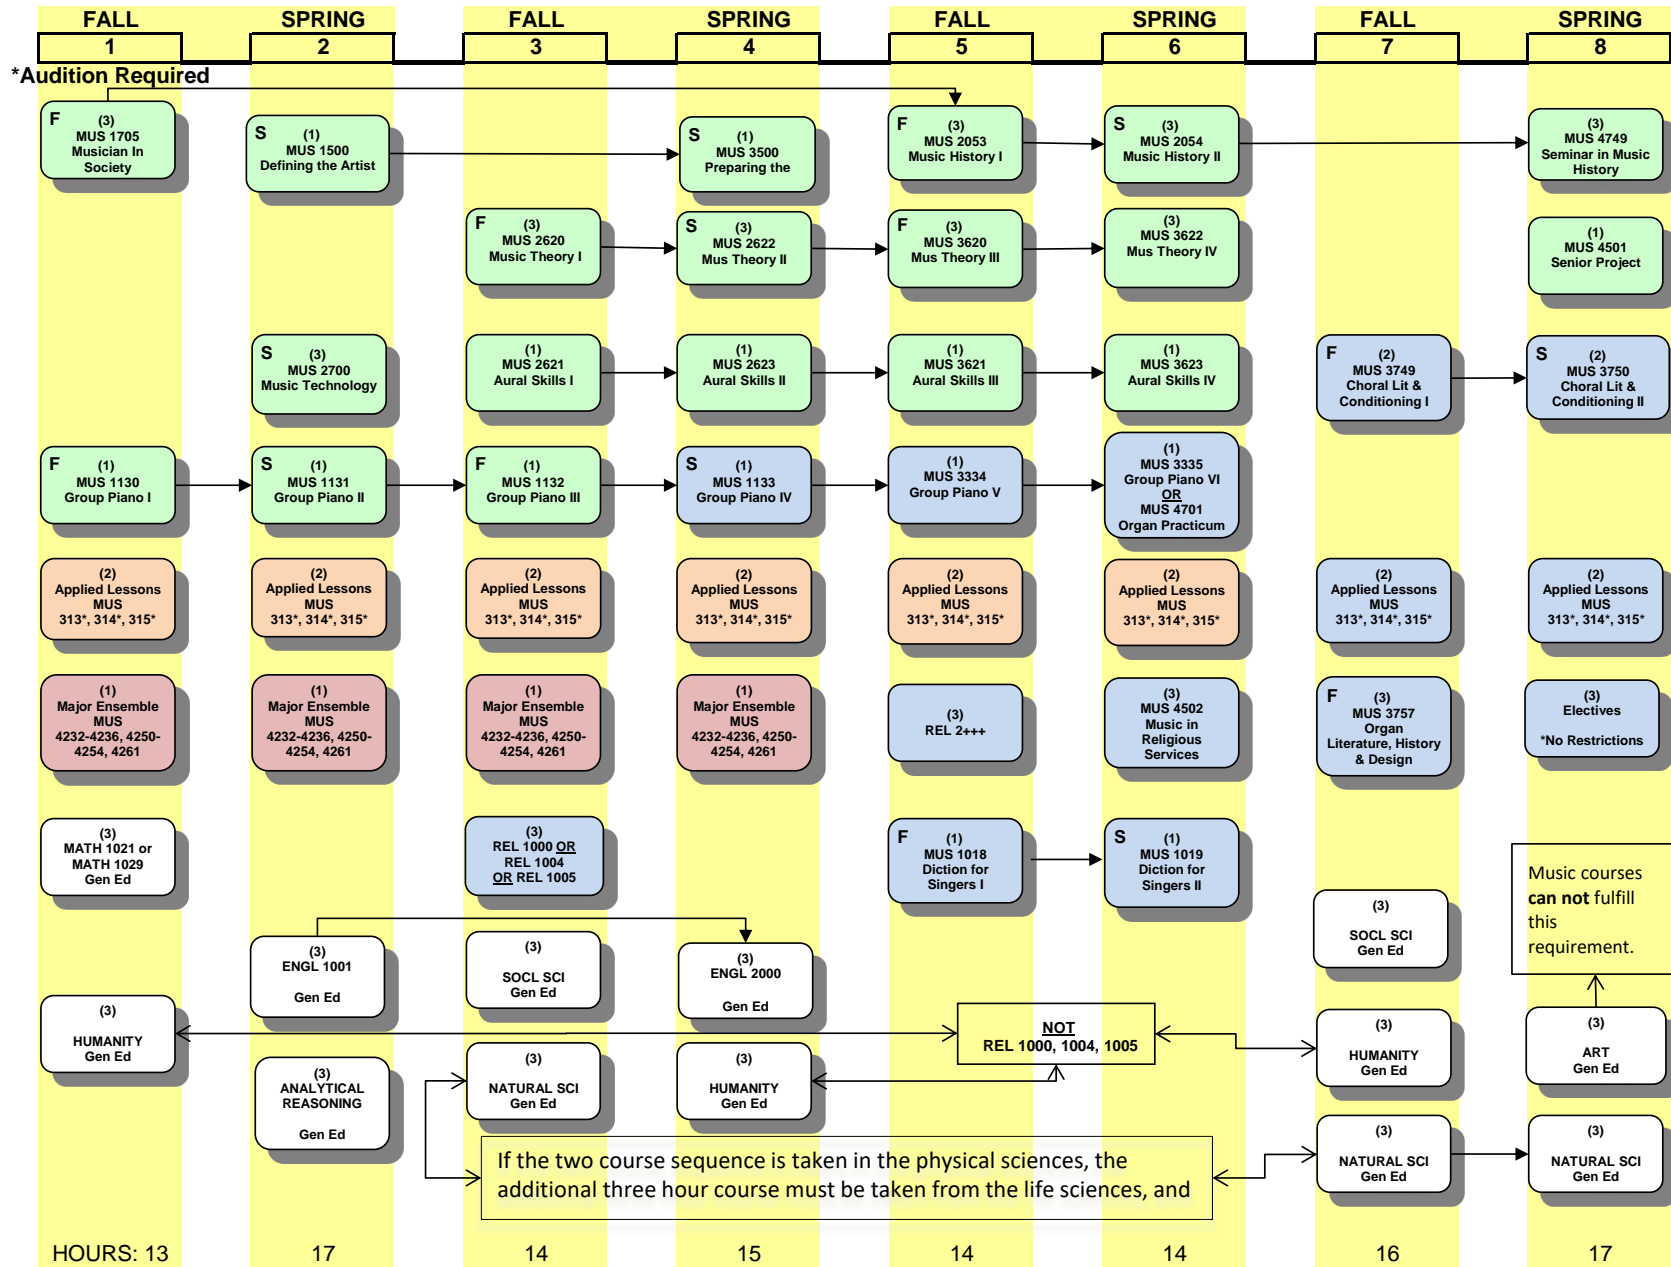 FALL SPRING FALL SPRING FALL SPRING FALL SPRING
1 2 3 4 5 6 7 8
*Audition Required
F (3)
MUS 1705
Musician In
Society
S (1)
MUS 1500
Defining the Artist
S (1)
MUS 3500
Preparing the
F (3)
MUS 2053
Music History I
S (3)
MUS 2054
Music History II
(3)
MUS 4749
Seminar in Music
History
F (3)
MUS 2620
Music Theory I
S (3)
MUS 2622
Mus Theory II
F (3)
MUS 3620
Mus Theory III
(3)
MUS 3622
Mus Theory IV
(1)
MUS 4501
Senior Project
S (3)
MUS 2700
Music Technology
(1)
MUS 2621
Aural Skills I
(1)
MUS 2623
Aural Skills II
(1)
MUS 3621
Aural Skills III
(1)
MUS 3623
Aural Skills IV
F (2)
MUS 3749
Choral Lit &
Conditioning I
S (2)
MUS 3750
Choral Lit &
Conditioning II
F (1)
MUS 1130
Group Piano I
S (1)
MUS 1131
Group Piano II
F (1)
MUS 1132
Group Piano III
S (1)
MUS 1133
Group Piano IV
(1)
MUS 3334
Group Piano V
(1)
MUS 3335
Group Piano VI
OR
MUS 4701
Organ Practicum
(2)
Applied Lessons
MUS
313*, 314*, 315*
(2)
Applied Lessons
MUS
313*, 314*, 315*
(2)
Applied Lessons
MUS
313*, 314*, 315*
(2)
Applied Lessons
MUS
313*, 314*, 315*
(2)
Applied Lessons
MUS
313*, 314*, 315*
(2)
Applied Lessons
MUS
313*, 314*, 315*
(2)
Applied Lessons
MUS
313*, 314*, 315*
(2)
Applied Lessons
MUS
313*, 314*, 315*
(1)
Major Ensemble
MUS
4232-4236, 4250-
4254, 4261
(1)
Major Ensemble
MUS
4232-4236, 4250-
4254, 4261
(1)
Major Ensemble
MUS
4232-4236, 4250-
4254, 4261
(1)
Major Ensemble
MUS
4232-4236, 4250-
4254, 4261
(3)
REL 2+++
(3)
MUS 4502
Music in
Religious
Services
F (3)
MUS 3757
Organ
Literature, History
& Design
(3)
Electives
*No Restrictions
(3)
MATH 1021 or
MATH 1029
Gen Ed
(3)
REL 1000 OR
REL 1004
OR REL 1005
F (1)
MUS 1018
Diction for
Singers I
S (1)
MUS 1019
Diction for
Singers II
Music courses
can not fulfill
this
requirement.
(3)
ENGL 1001
Gen Ed
(3)
SOCL SCI
Gen Ed
(3)
ENGL 2000
Gen Ed
(3)
SOCL SCI
Gen Ed
(3)
HUMANITY
Gen Ed
NOT
REL 1000, 1004, 1005
(3)
HUMANITY
Gen Ed
(3)
ART
Gen Ed
(3)
ANALYTICAL
REASONING
Gen Ed
(3)
NATURAL SCI
Gen Ed
(3)
HUMANITY
Gen Ed
If the two course sequence is taken in the physical sciences, the
additional three hour course must be taken from the life sciences, and
(3)
NATURAL SCI
Gen Ed
(3)
NATURAL SCI
Gen Ed
HOURS: 13 17 14 15 14 14 16 17